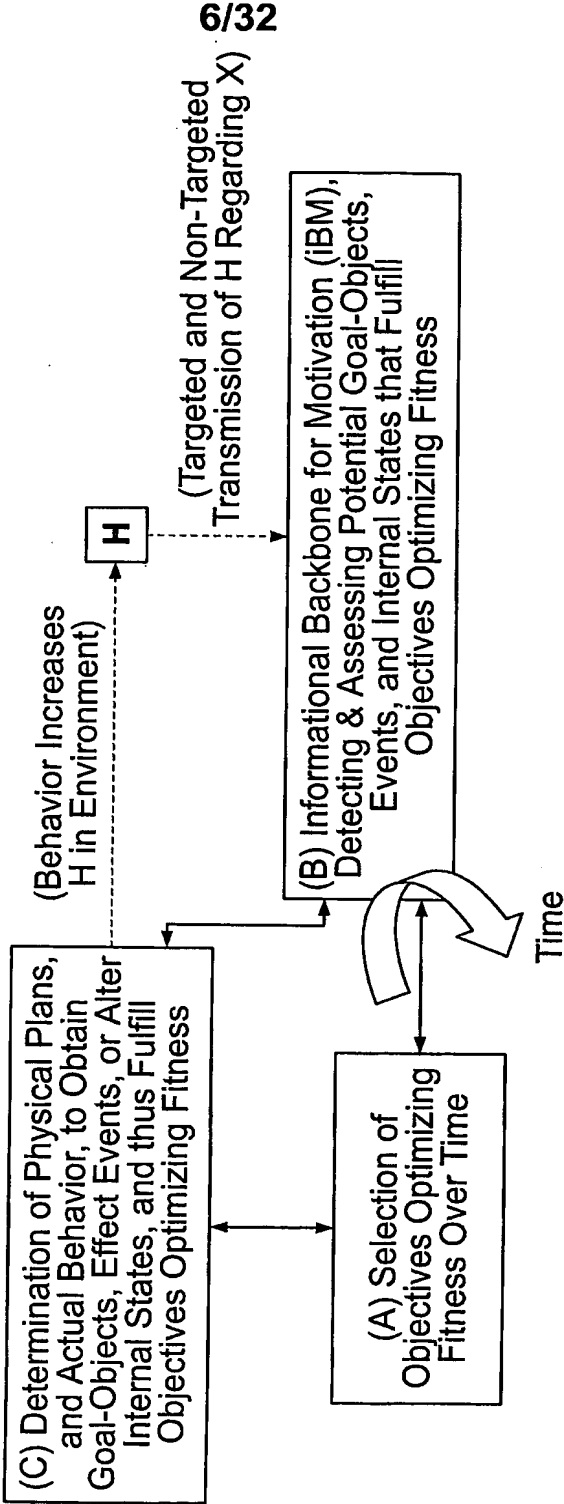 6/32
(C) Determination of Physical Plans,
and Actual Behavior, to Obtain
Goal-Objects, Effect Events, or Alter
Internal States, and thus Fulfill
Objectives Optimizing Fitness
(Behavior Increases
H in Environment)
H
(Targeted and Non-Targeted
Transmission of H Regarding X)
(A) Selection of
Objectives Optimizing
Fitness Over Time
Time
(B) Informational Backbone for Motivation (iBM),
Detecting & Assessing Potential Goal-Objects,
Events, and Internal States that Fulfill
Objectives Optimizing Fitness